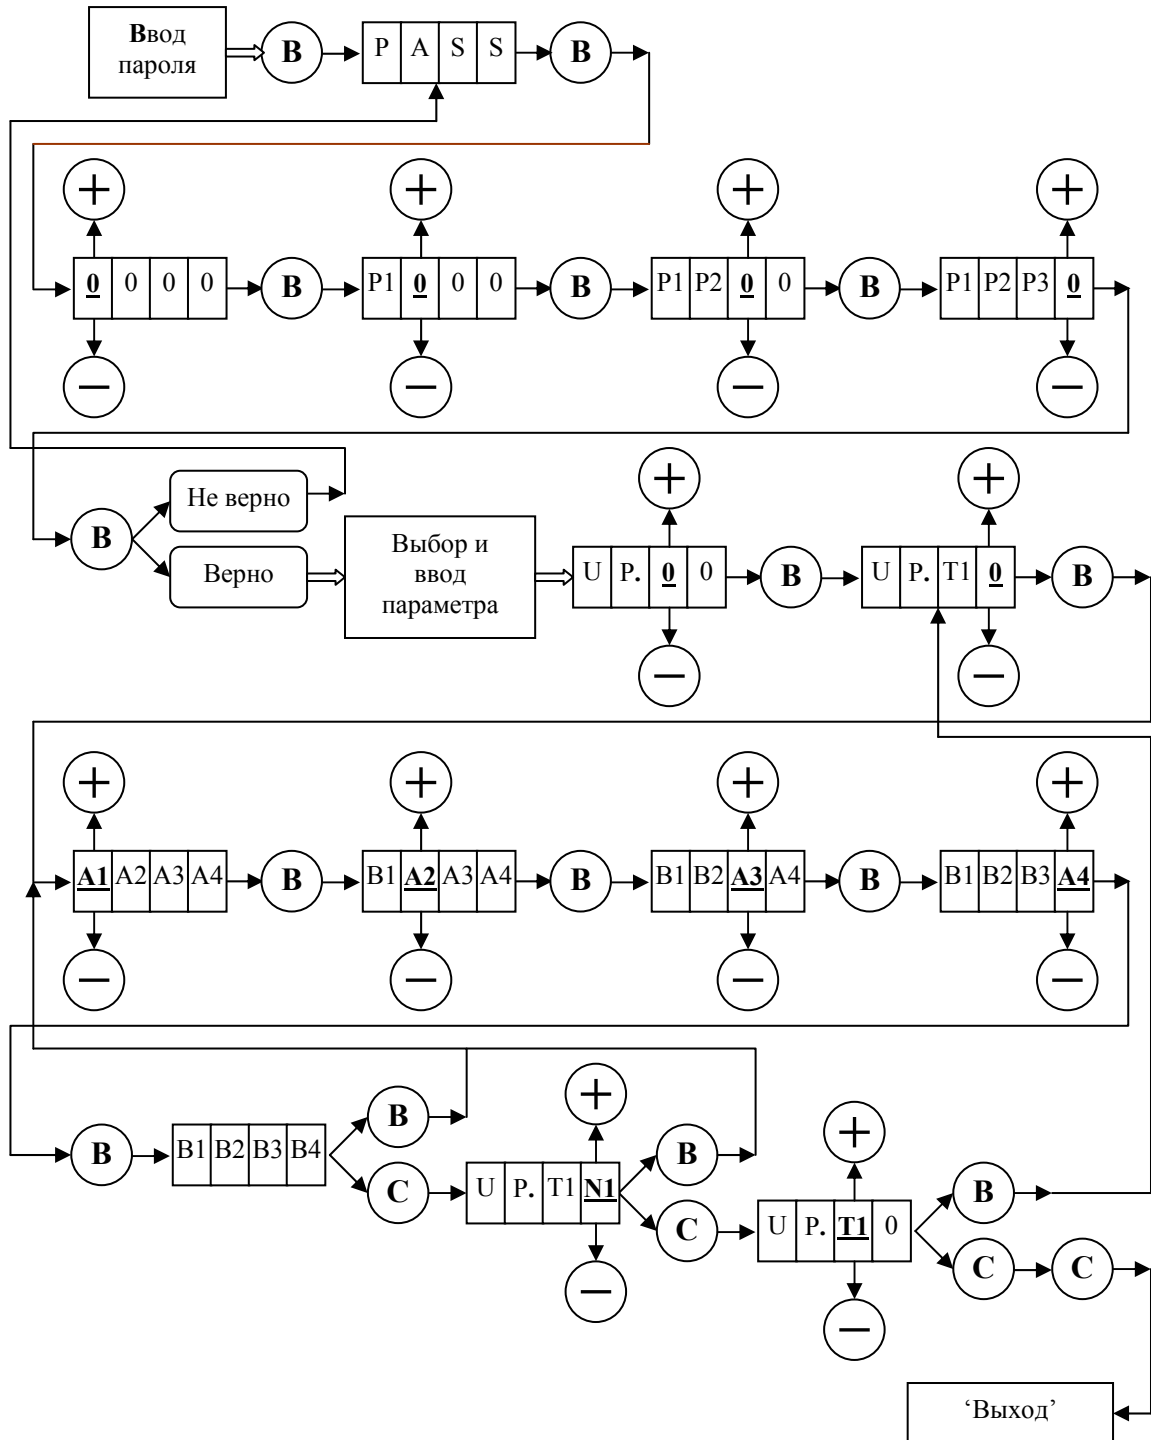 Ввод
пароля
В
P A S S
В
+ + + +
0 0 0 0
В
P1 0 0 0
В
P1 P2 0 0
В
P1 P2 P3 0
− − − −
Не верно
В
Верно
Выбор и
ввод
параметра
+ +
U P. 0 0
В
U P. T1 0
В
− −
+ + + +
A1 A2 A3 A4
В
B1 A2 A3 A4
В
B1 B2 A3 A4
В
B1 B2 B3 A4
− − − −
В
B1 B2 B3 B4
В
С
+
U P. T1 N1
−
В
С
+
U P. T1 0
−
В
С
С
‘Выход’